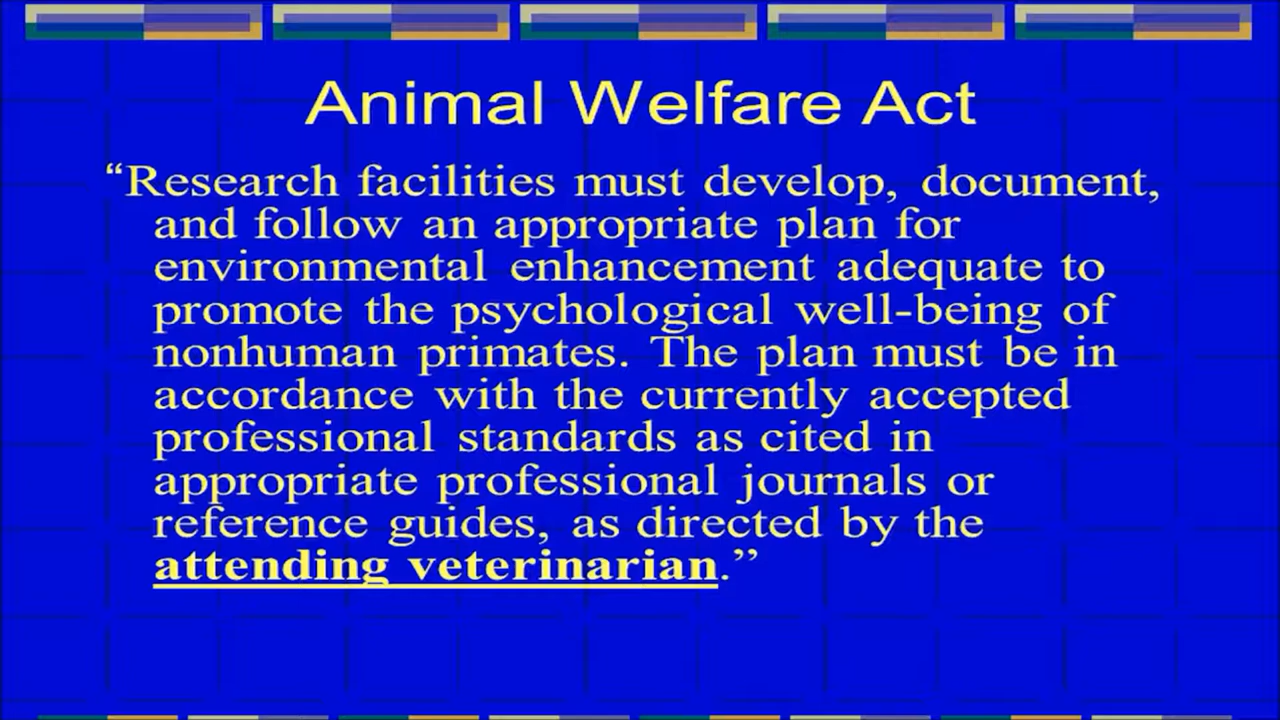 Animal Welfare Act
“Research facilities must develop, document,
and follow an appropriate plan for
environmental enhancement adequate to
promote the psychological well-being of
nonhuman primates. The plan must be in
accordance with the currently accepted
professional standards as cited in
appropriate professional journals or
reference guides, as directed by the
attending veterinarian.”